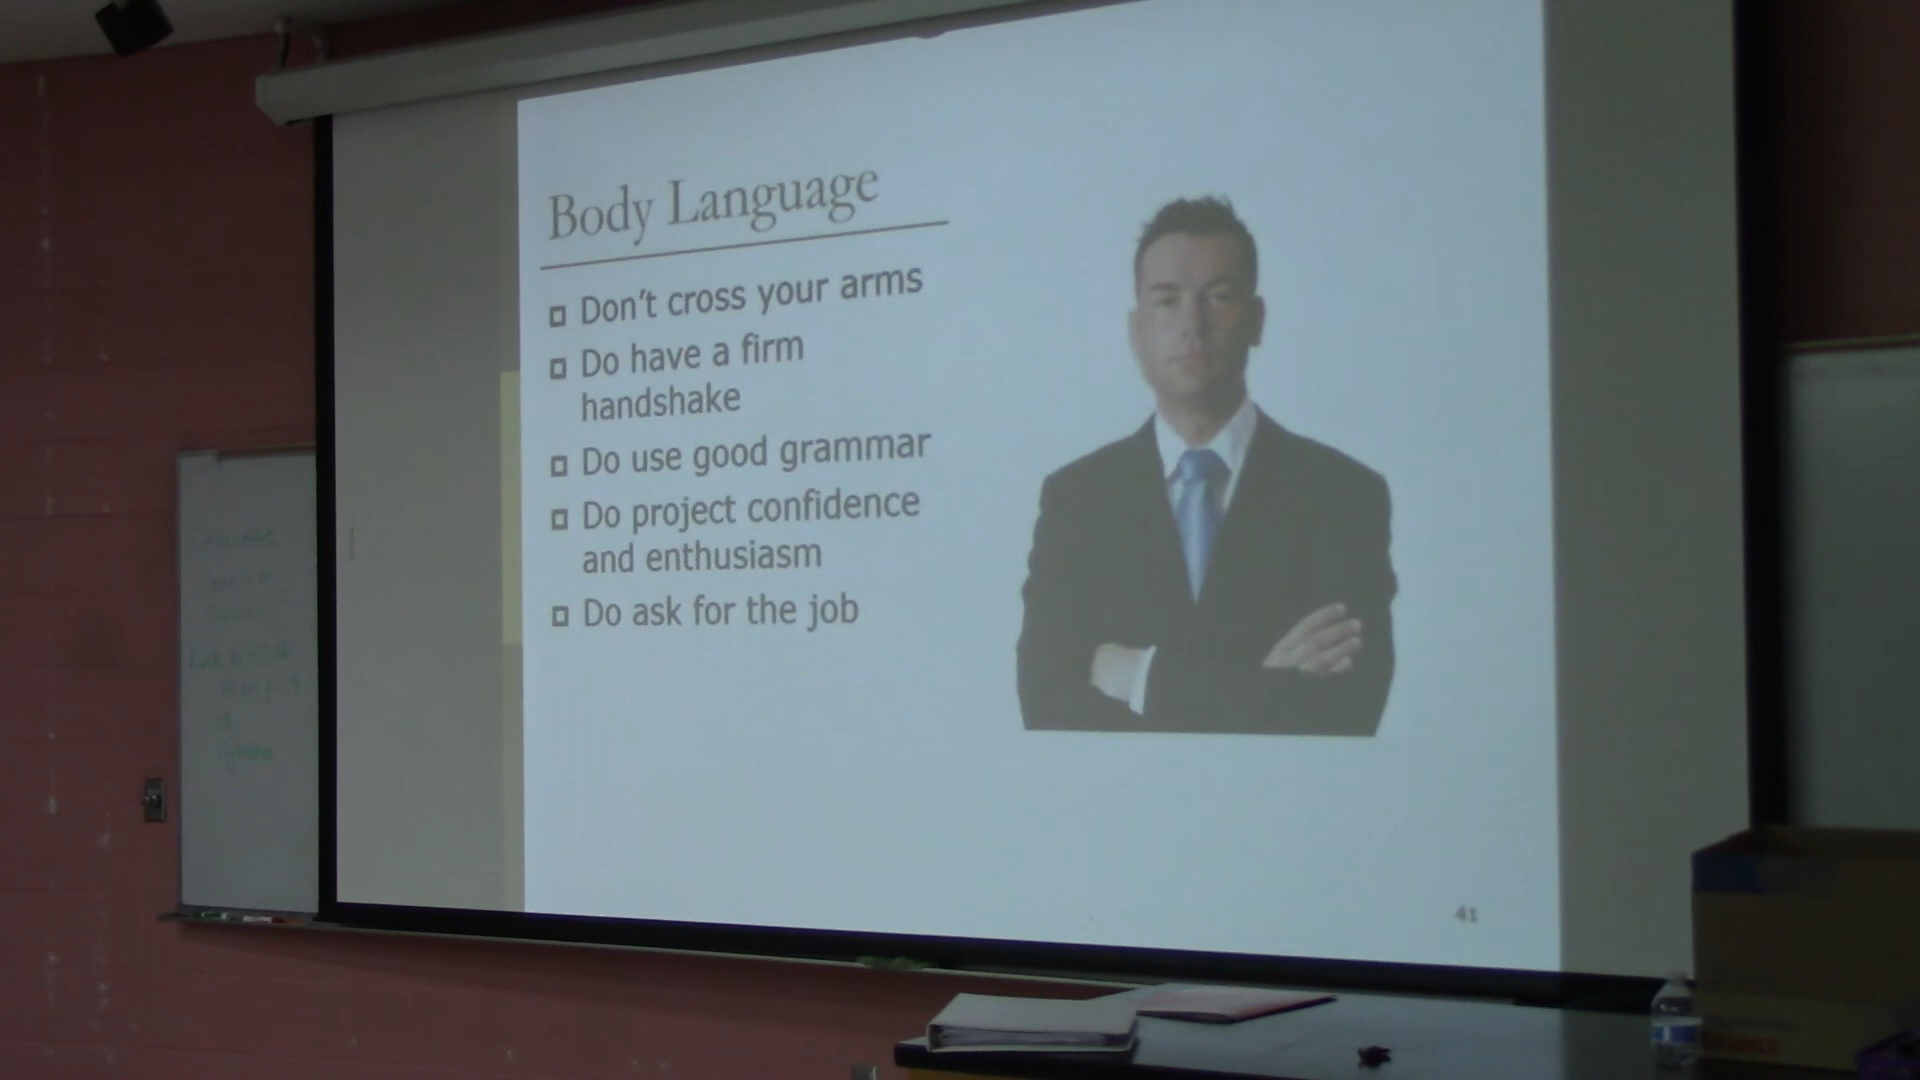 Body Language
Don't cross your arms
Do have a firm
handshake
Do use good grammar
Do project confidence
and enthusiasm
Do ask for the job
41